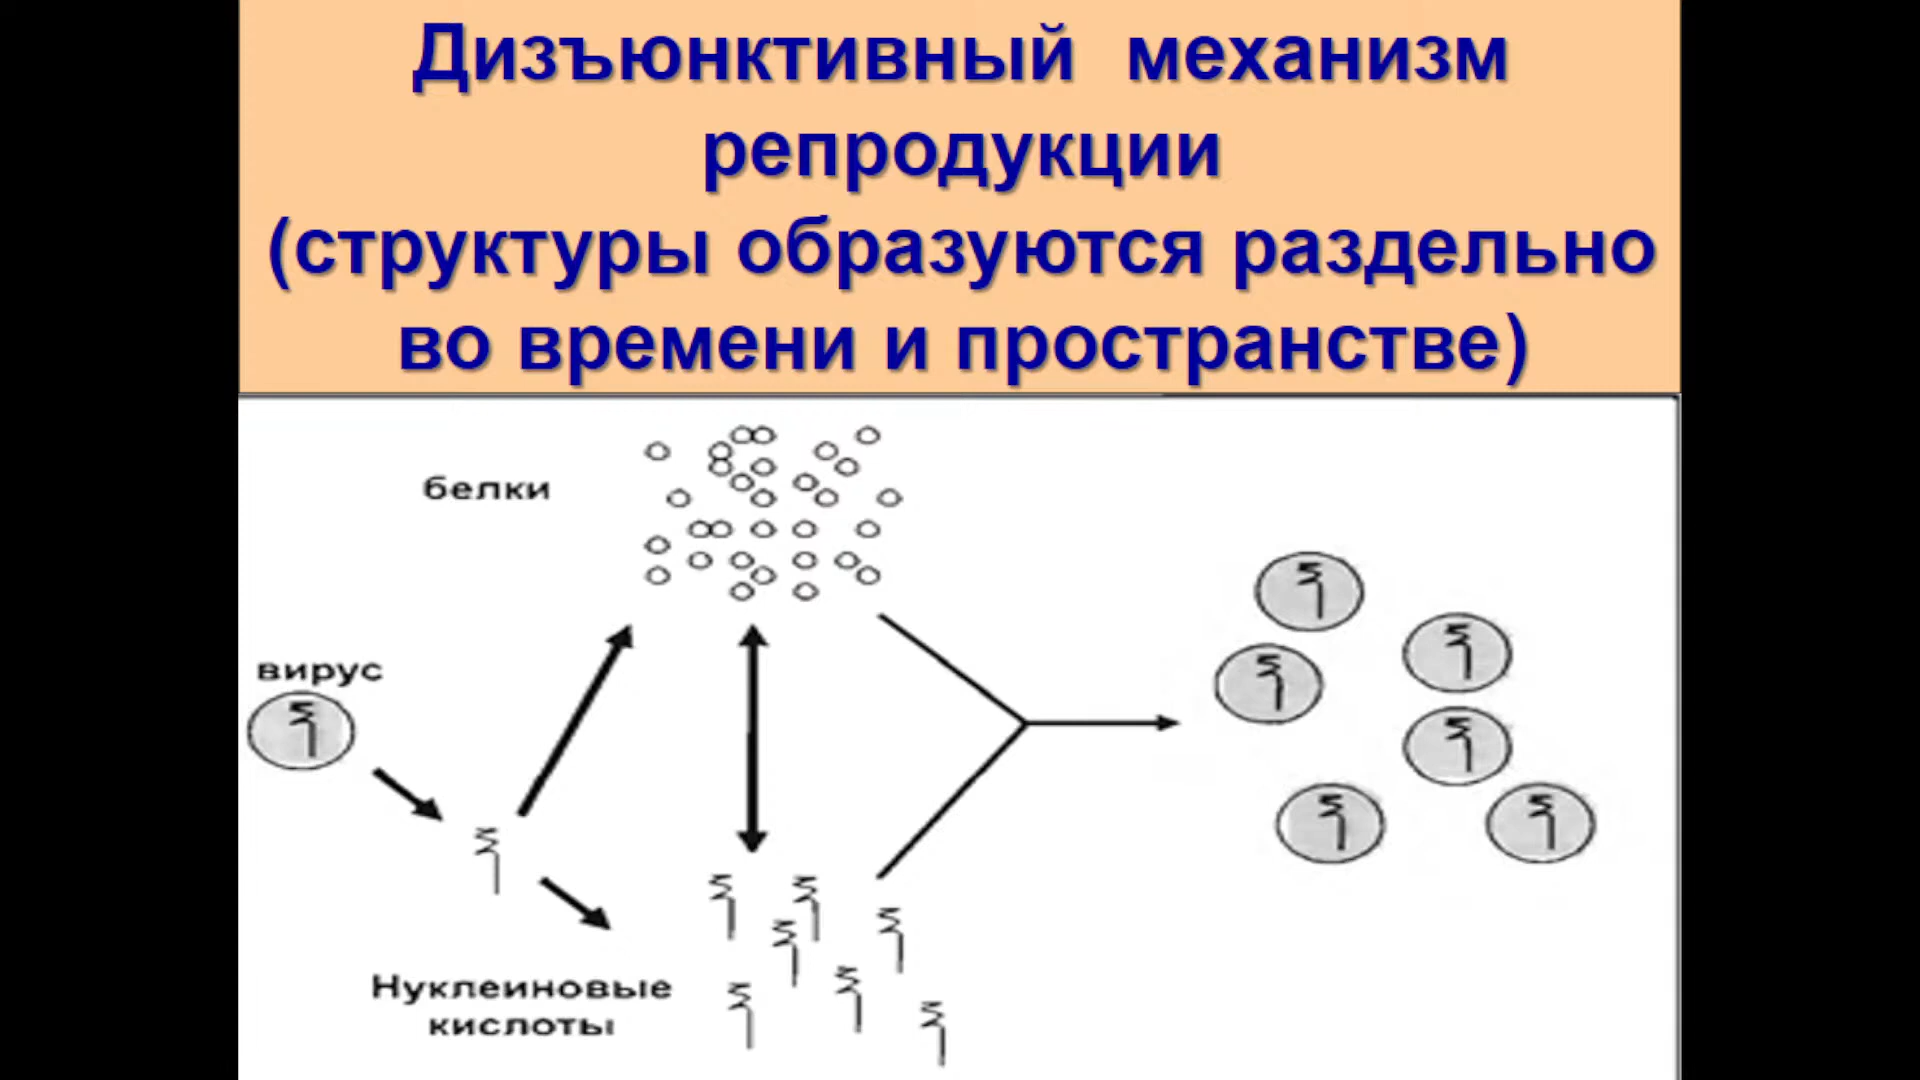 Дизъюнктивный механизм
репродукции
(структуры образуются раздельно
во времени и пространстве)
белки
вирус
Нуклеиновые
кислоты